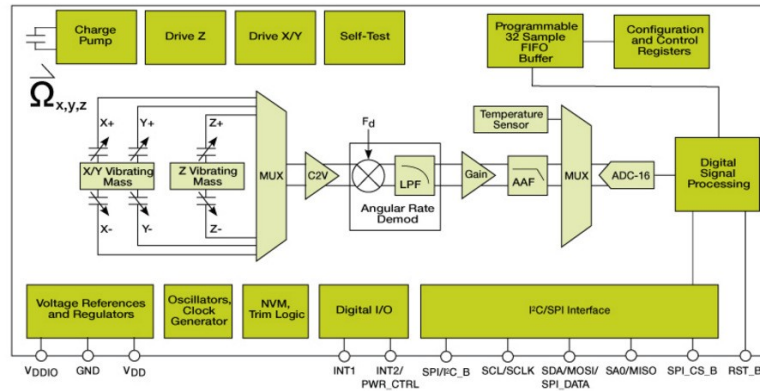 Charge
Pump
Drive Z
Drive X/Y
Self-Test
Programmable
32 Sample
FIFO
Buffer
Configuration
and Control
Registers
Ωx,y,z
X+
Y+
Z+
X/Y Vibrating
Mass
Z Vibrating
Mass
X-
Y-
Z-
MUX
C2V
Fd
LPF
Angular Rate
Demod
Gain
AAF
Temperature
Sensor
MUX
ADC-16
Digital
Signal
Processing
Voltage References
and Regulators
Oscillators,
Clock
Generator
NVM,
Trim Logic
Digital I/O
I²C/SPI Interface
VDDIO
GND
VDD
INT1
INT2/
PWR_CTRL
SPI/I²C_B
SCL/SCLK
SDA/MOSI/
SPI_DATA
SA0/MISO
SPI_CS_B
RST_B